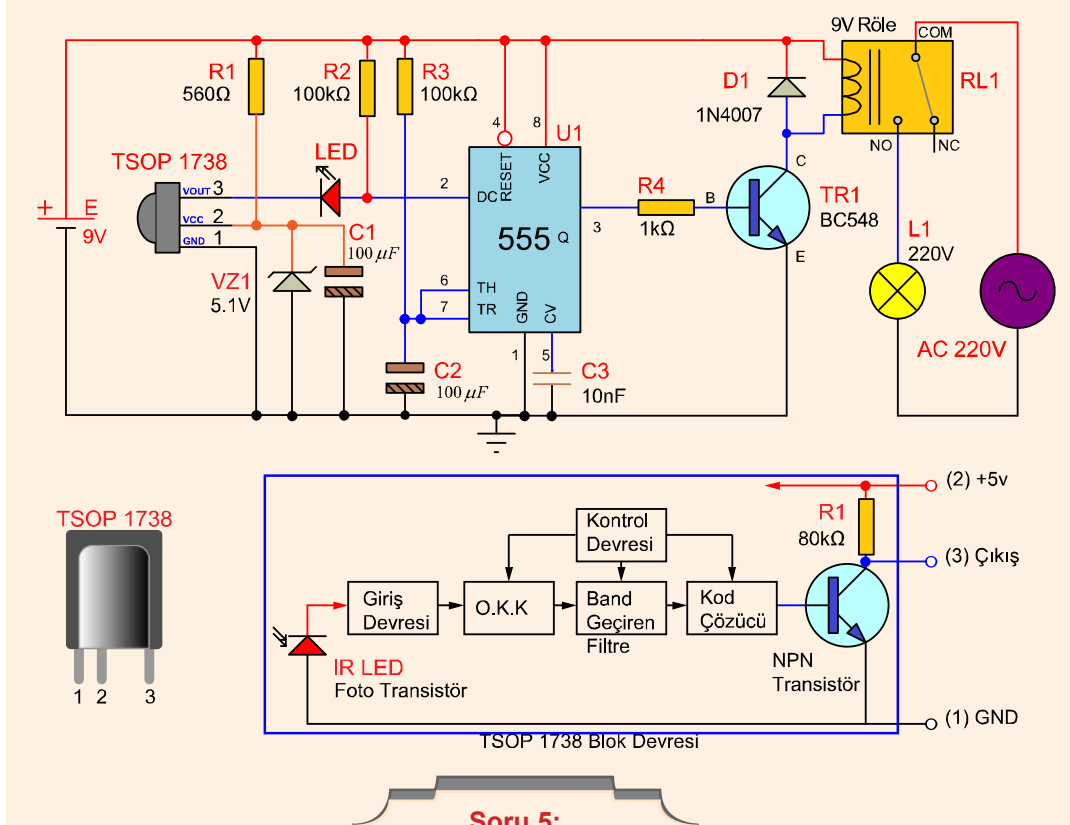 9V Röle
COM
RL1
NO
NC
R1
560Ω
R2
100kΩ
R3
100kΩ
D1
1N4007
4
8
U1
TSOP 1738
LED
VOUT 3
VCC 2
GND 1
+
E
9V
2
DC
RESET
VCC
555
Q
3
R4
1kΩ
B
C
E
TR1
BC548
L1
220V
AC 220V
C1
100 μF
VZ1
5.1V
6
TH
7
TR
GND
CV
1
5
C2
100 μF
C3
10nF
TSOP 1738
1 2 3
(2) +5v
R1
80kΩ
(3) Çıkış
Kontrol
Devresi
Giriş
Devresi
O.K.K
Band
Geçiren
Filtre
Kod
Çözücü
IR LED
Foto Transistör
NPN
Transistör
(1) GND
TSOP 1738 Blok Devresi
Soru 5: